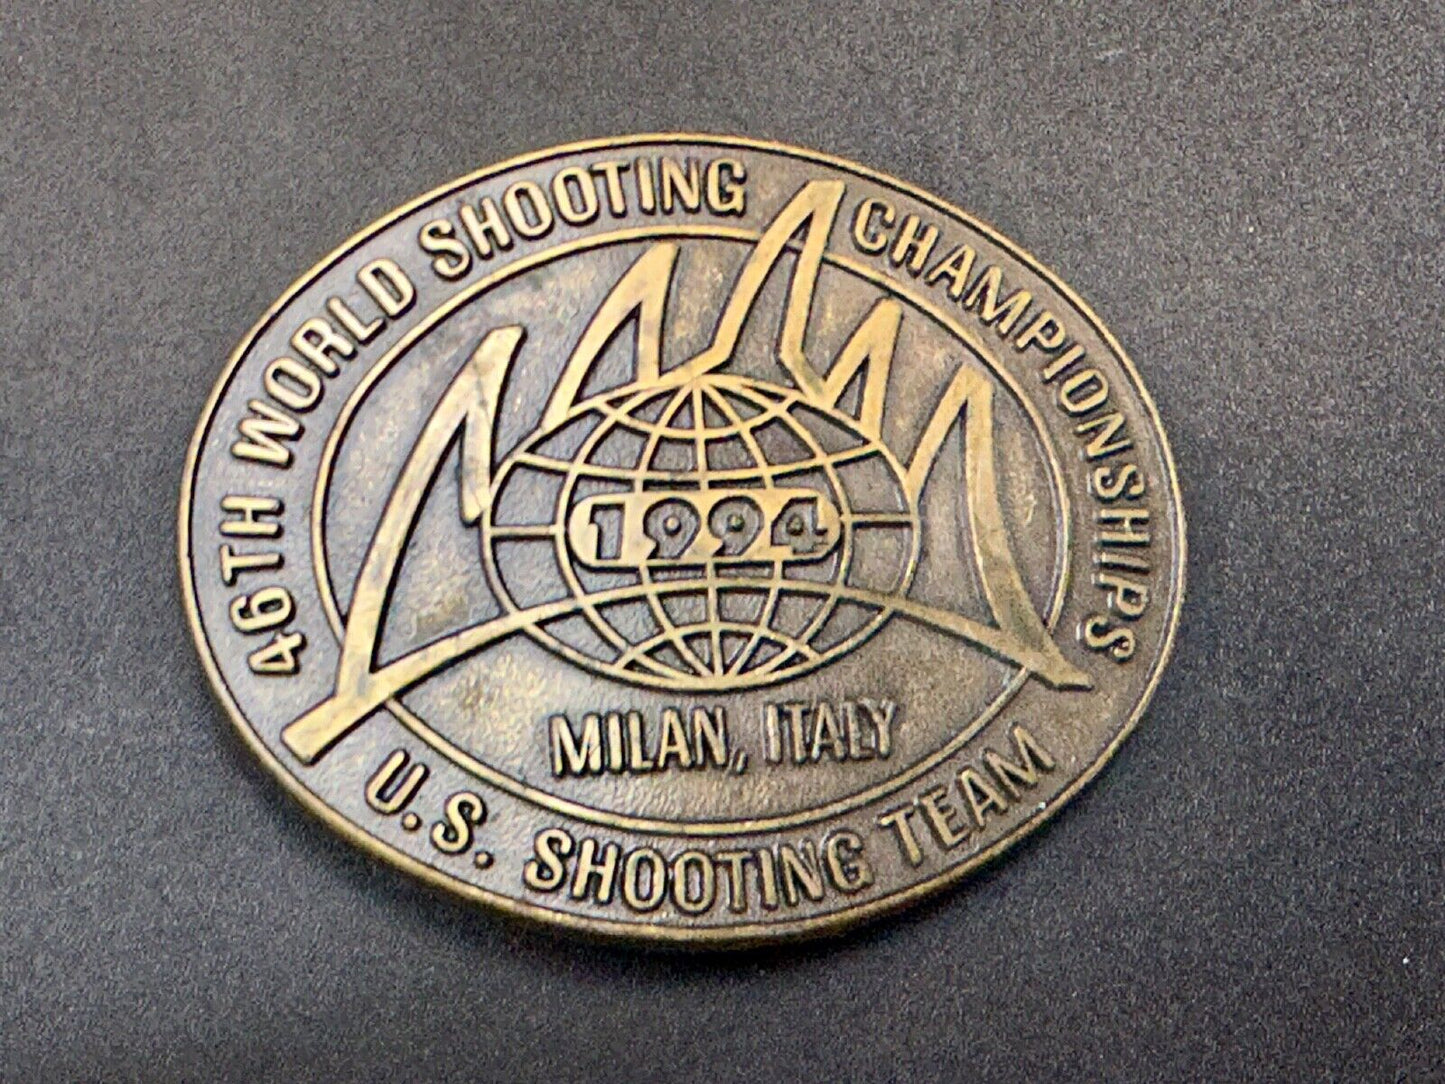 46TH WORLD SHOOTING CHAMPIONSHIPS
1994
MILAN, ITALY
U.S. SHOOTING TEAM